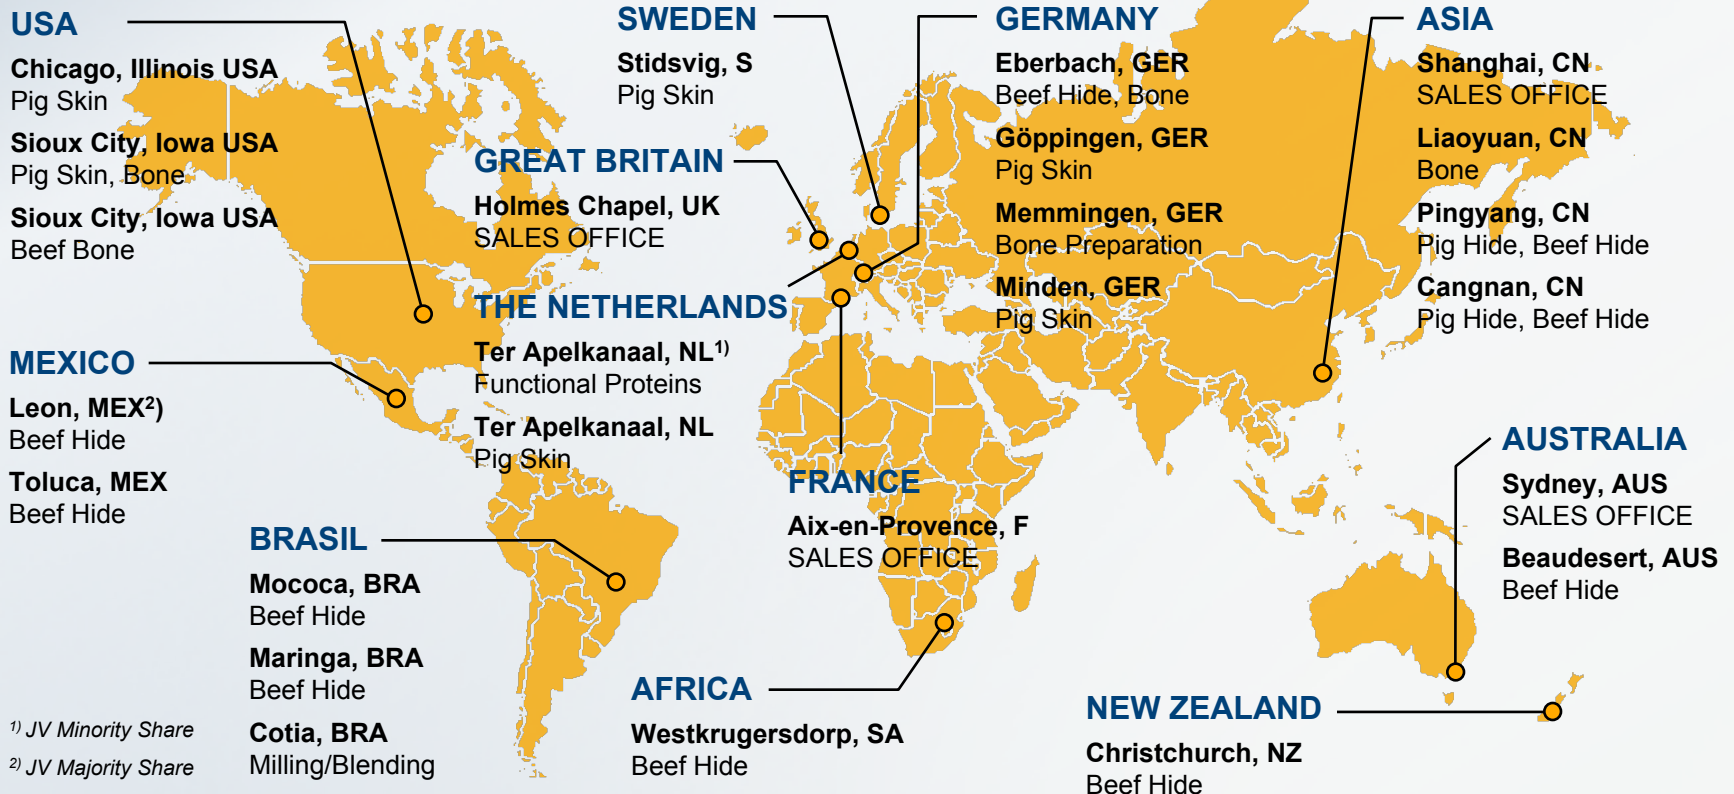 USA
Chicago, Illinois USA
Pig Skin
Sioux City, Iowa USA
Pig Skin, Bone
Sioux City, Iowa USA
Beef Bone
MEXICO
Leon, MEX²⁾
Beef Hide
Toluca, MEX
Beef Hide
BRASIL
Mococa, BRA
Beef Hide
Maringa, BRA
Beef Hide
Cotia, BRA
Milling/Blending
¹⁾ JV Minority Share
²⁾ JV Majority Share
SWEDEN
Stidsvig, S
Pig Skin
GREAT BRITAIN
Holmes Chapel, UK
SALES OFFICE
THE NETHERLANDS
Ter Apelkanaal, NL¹⁾
Functional Proteins
Ter Apelkanaal, NL
Pig Skin
GERMANY
Eberbach, GER
Beef Hide, Bone
Göppingen, GER
Pig Skin
Memmingen, GER
Bone Preparation
Minden, GER
Pig Skin
FRANCE
Aix-en-Provence, F
SALES OFFICE
AFRICA
Westkrugersdorp, SA
Beef Hide
ASIA
Shanghai, CN
SALES OFFICE
Liaoyuan, CN
Bone
Pingyang, CN
Pig Hide, Beef Hide
Cangnan, CN
Pig Hide, Beef Hide
AUSTRALIA
Sydney, AUS
SALES OFFICE
Beaudesert, AUS
Beef Hide
NEW ZEALAND
Christchurch, NZ
Beef Hide